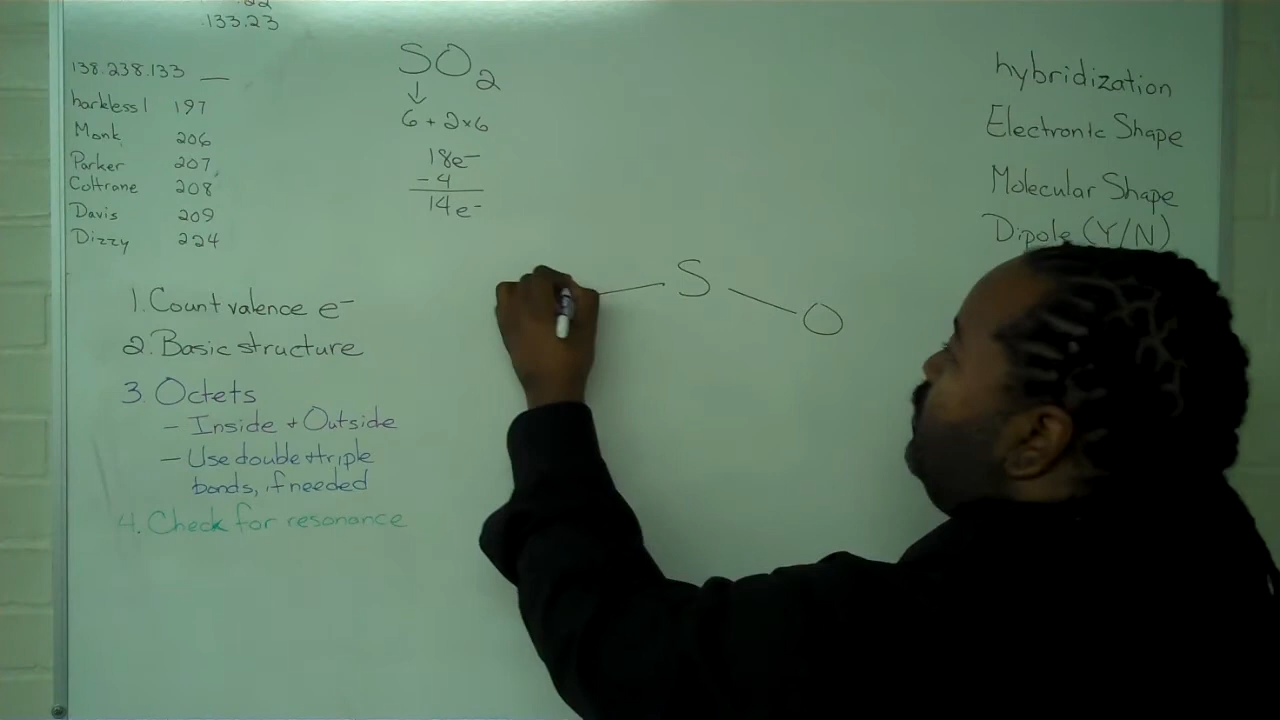 .133.23
138.238.133 __
harkless1 197
Monk 206
Parker 207
Coltrane 208
Davis 209
Dizzy 224
SO2
↓
6 + 2×6
18e⁻
- 4
14e⁻
1. Count valence e⁻
2. Basic structure
3 Octets
- Inside + Outside
- Use double + triple
bonds, if needed
4. Check for resonance
S
O
hybridization
Electronic Shape
Molecular Shape
Dipole (Y/N)